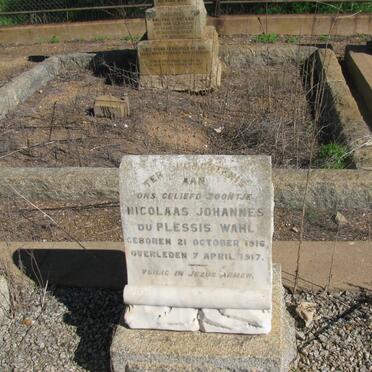 TER GEDACHTENIS
AAN
ONS GELIEFD ZOONTJE
NICOLAAS JOHANNES
DU PLESSIS WAHL
GEBOREN 21 OCTOBER 1916.
OVERLEDEN 7 APRIL 1917.
VEILIG IN JEZUS ARMEN.